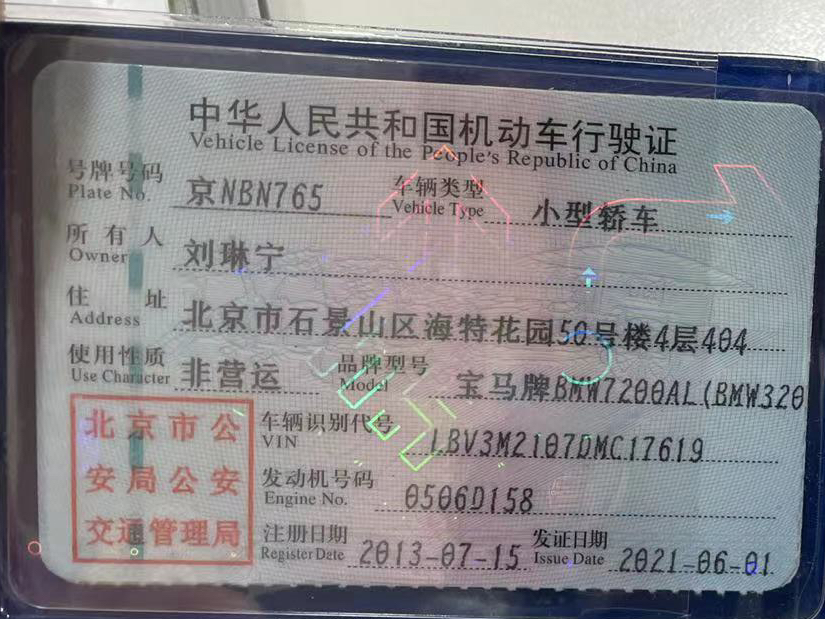 中华人民共和国机动车行驶证
Vehicle License of the People's Republic of China
号牌号码 京NBN765 车辆类型 小型轿车
Plate No. Vehicle Type
所有人 刘琳宁
Owner
住址 北京市石景山区海特花园50号楼4层404
Address
使用性质 非营运 品牌型号 宝马牌BMW7200AL(BMW320
Use Character Model
北京市公
安局公安
交通管理局
车辆识别代号 LBV3M2107DMC17619
VIN
发动机号码 0506D158
Engine No.
注册日期 2013-07-15 发证日期 2021-06-01
Register Date Issue Date